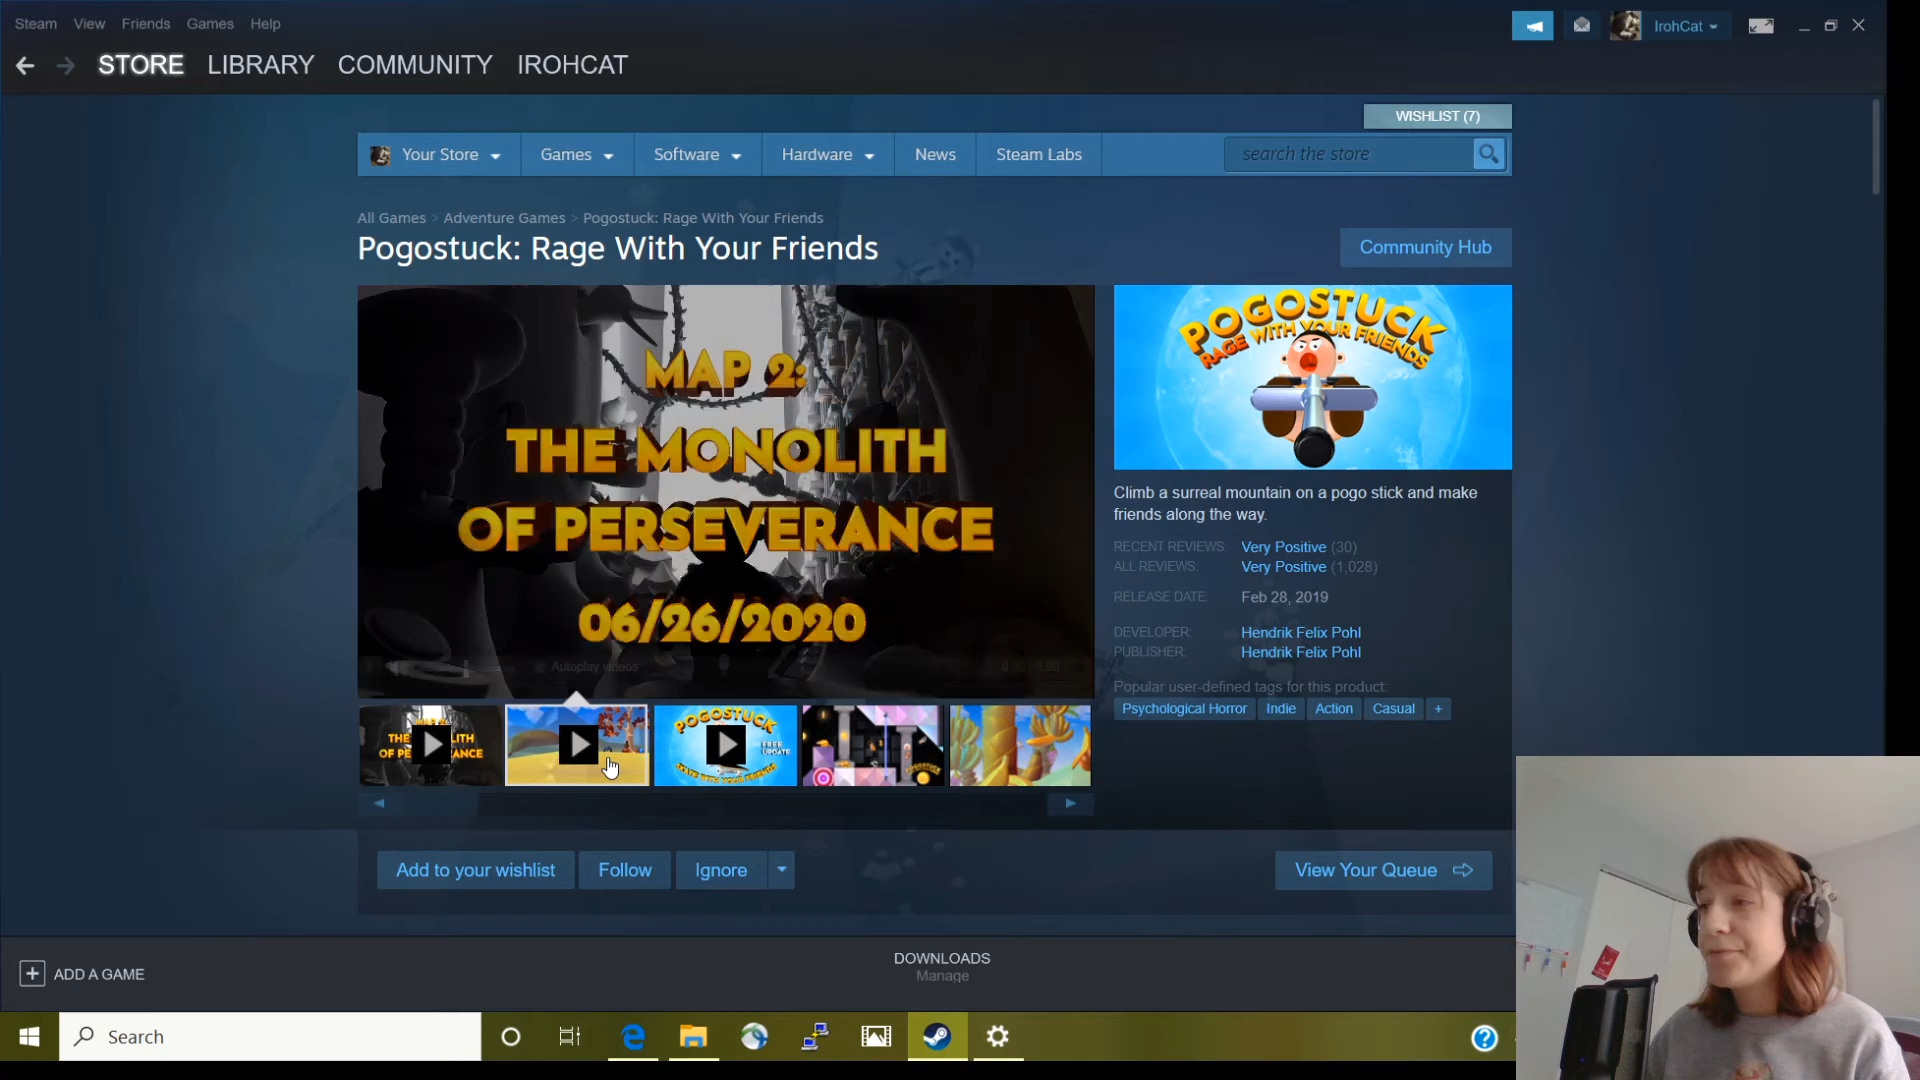 Steam View Friends Games Help
IrohCat
STORE LIBRARY COMMUNITY IROHCAT
WISHLIST (7)
Your Store Games Software Hardware News Steam Labs search the store
All Games > Adventure Games > Pogostuck: Rage With Your Friends
Pogostuck: Rage With Your Friends
Community Hub
MAP 2:
THE MONOLITH
OF PERSEVERANCE
06/26/2020
Autoplay videos
POGOSTUCK
RAGE WITH YOUR FRIENDS
Climb a surreal mountain on a pogo stick and make
friends along the way.
RECENT REVIEWS: Very Positive (30)
ALL REVIEWS: Very Positive (1,028)
RELEASE DATE: Feb 28, 2019
DEVELOPER: Hendrik Felix Pohl
PUBLISHER: Hendrik Felix Pohl
Popular user-defined tags for this product:
Psychological Horror Indie Action Casual +
POGOSTUCK
FREE
UPDATE
Add to your wishlist Follow Ignore View Your Queue
ADD A GAME
DOWNLOADS
Manage
Search